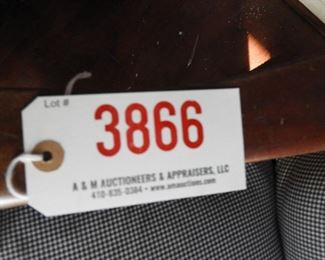 Lot #
3866
A & M AUCTIONEERS & APPRAISERS, LLC
410-835-0384 • www.amauctions.com